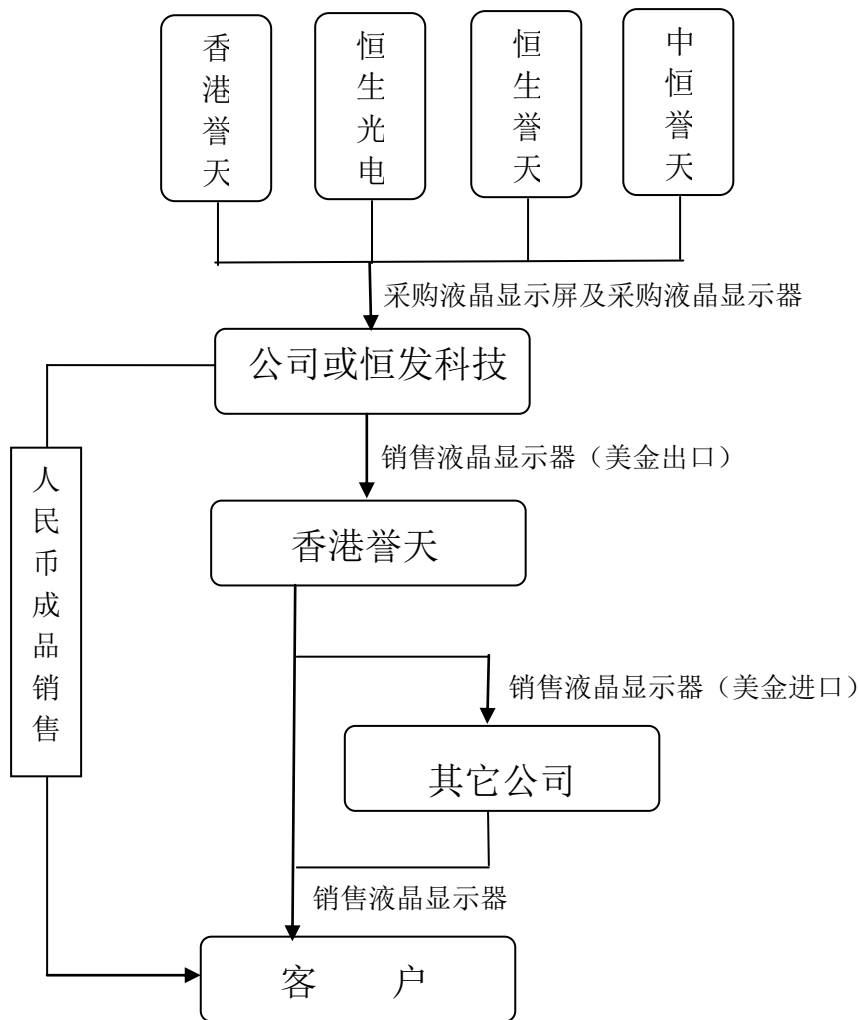 香港誉天
恒生光电
恒生誉天
中恒誉天
采购液晶显示屏及采购液晶显示器
公司或恒发科技
销售液晶显示器（美金出口）
人民币成品销售
香港誉天
销售液晶显示器（美金进口）
其它公司
销售液晶显示器
客 户